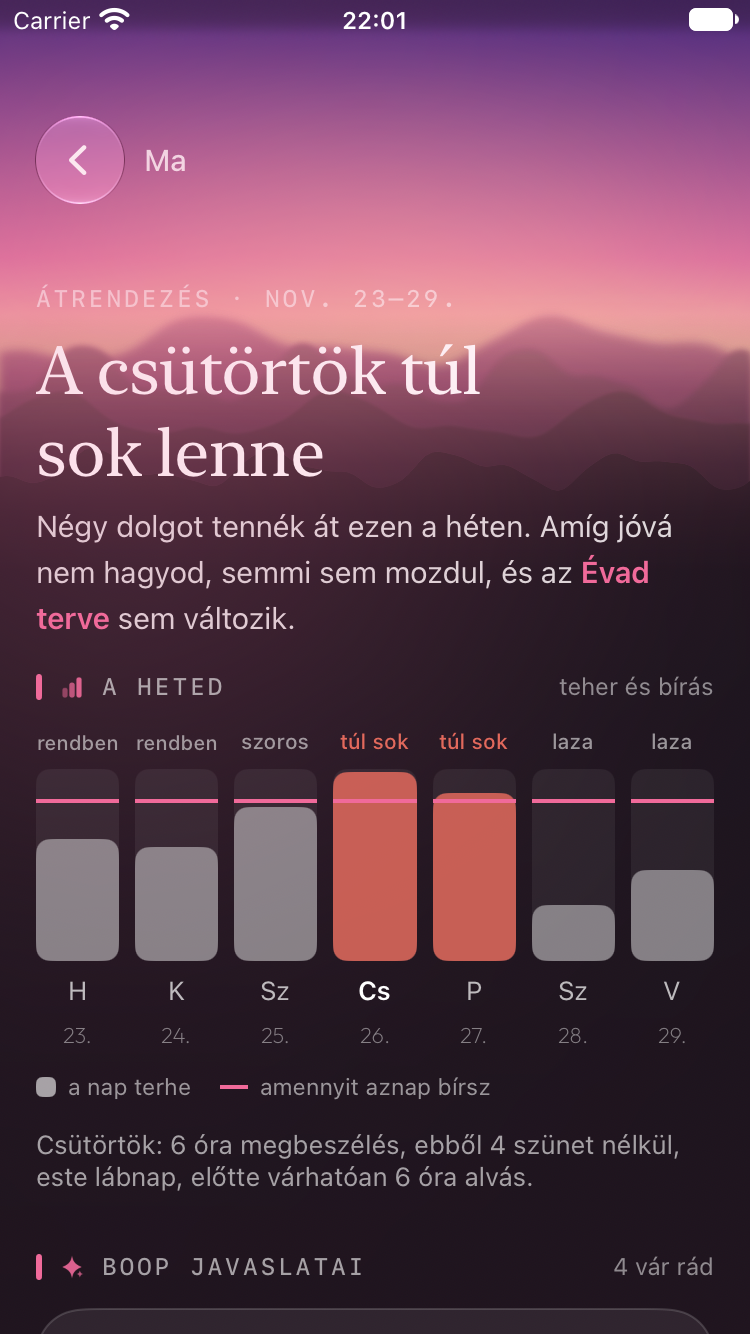 Carrier 22:01
Ma
ÁTRENDEZÉS · NOV. 23–29.
A csütörtök túl
sok lenne
Négy dolgot tennék át ezen a héten. Amíg jóvá
nem hagyod, semmi sem mozdul, és az Évad
terve sem változik.
A HETED teher és bírás
rendben rendben szoros túl sok túl sok laza laza
H K Sz Cs P Sz V
23. 24. 25. 26. 27. 28. 29.
a nap terhe amennyit aznap bírsz
Csütörtök: 6 óra megbeszélés, ebből 4 szünet nélkül,
este lábnap, előtte várhatóan 6 óra alvás.
BOOP JAVASLATAI 4 vár rád